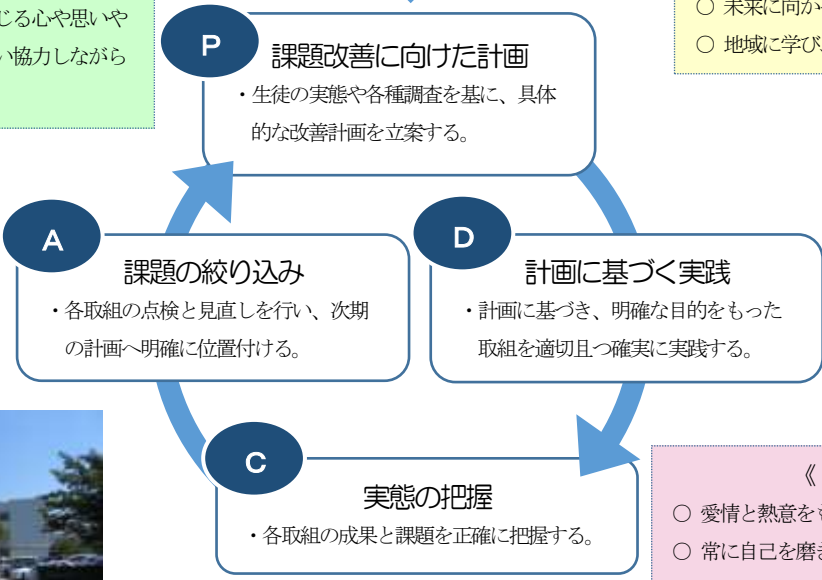 じる心や思いや
い協力しながら
○ 未来に向か
○ 地域に学び
P
課題改善に向けた計画
・生徒の実態や各種調査を基に、具体
的な改善計画を立案する。
A
課題の絞り込み
・各取組の点検と見直しを行い、次期
の計画へ明確に位置付ける。
D
計画に基づく実践
・計画に基づき、明確な目的をもった
取組を適切且つ確実に実践する。
C
実態の把握
・各取組の成果と課題を正確に把握する。
《
○ 愛情と熱意を
○ 常に自己を磨